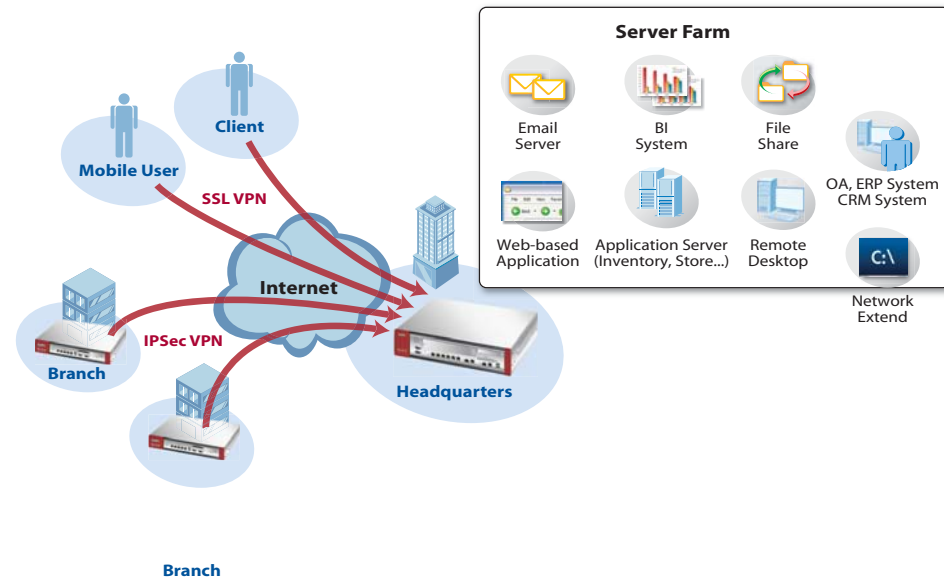 Server Farm
Email
Server
BI
System
File
Share
OA, ERP System
CRM System
Web-based
Application
Application Server
(Inventory, Store...)
Remote
Desktop
C:\
Network
Extend
Client
Mobile User
SSL VPN
Internet
IPSec VPN
Branch
Headquarters
Branch